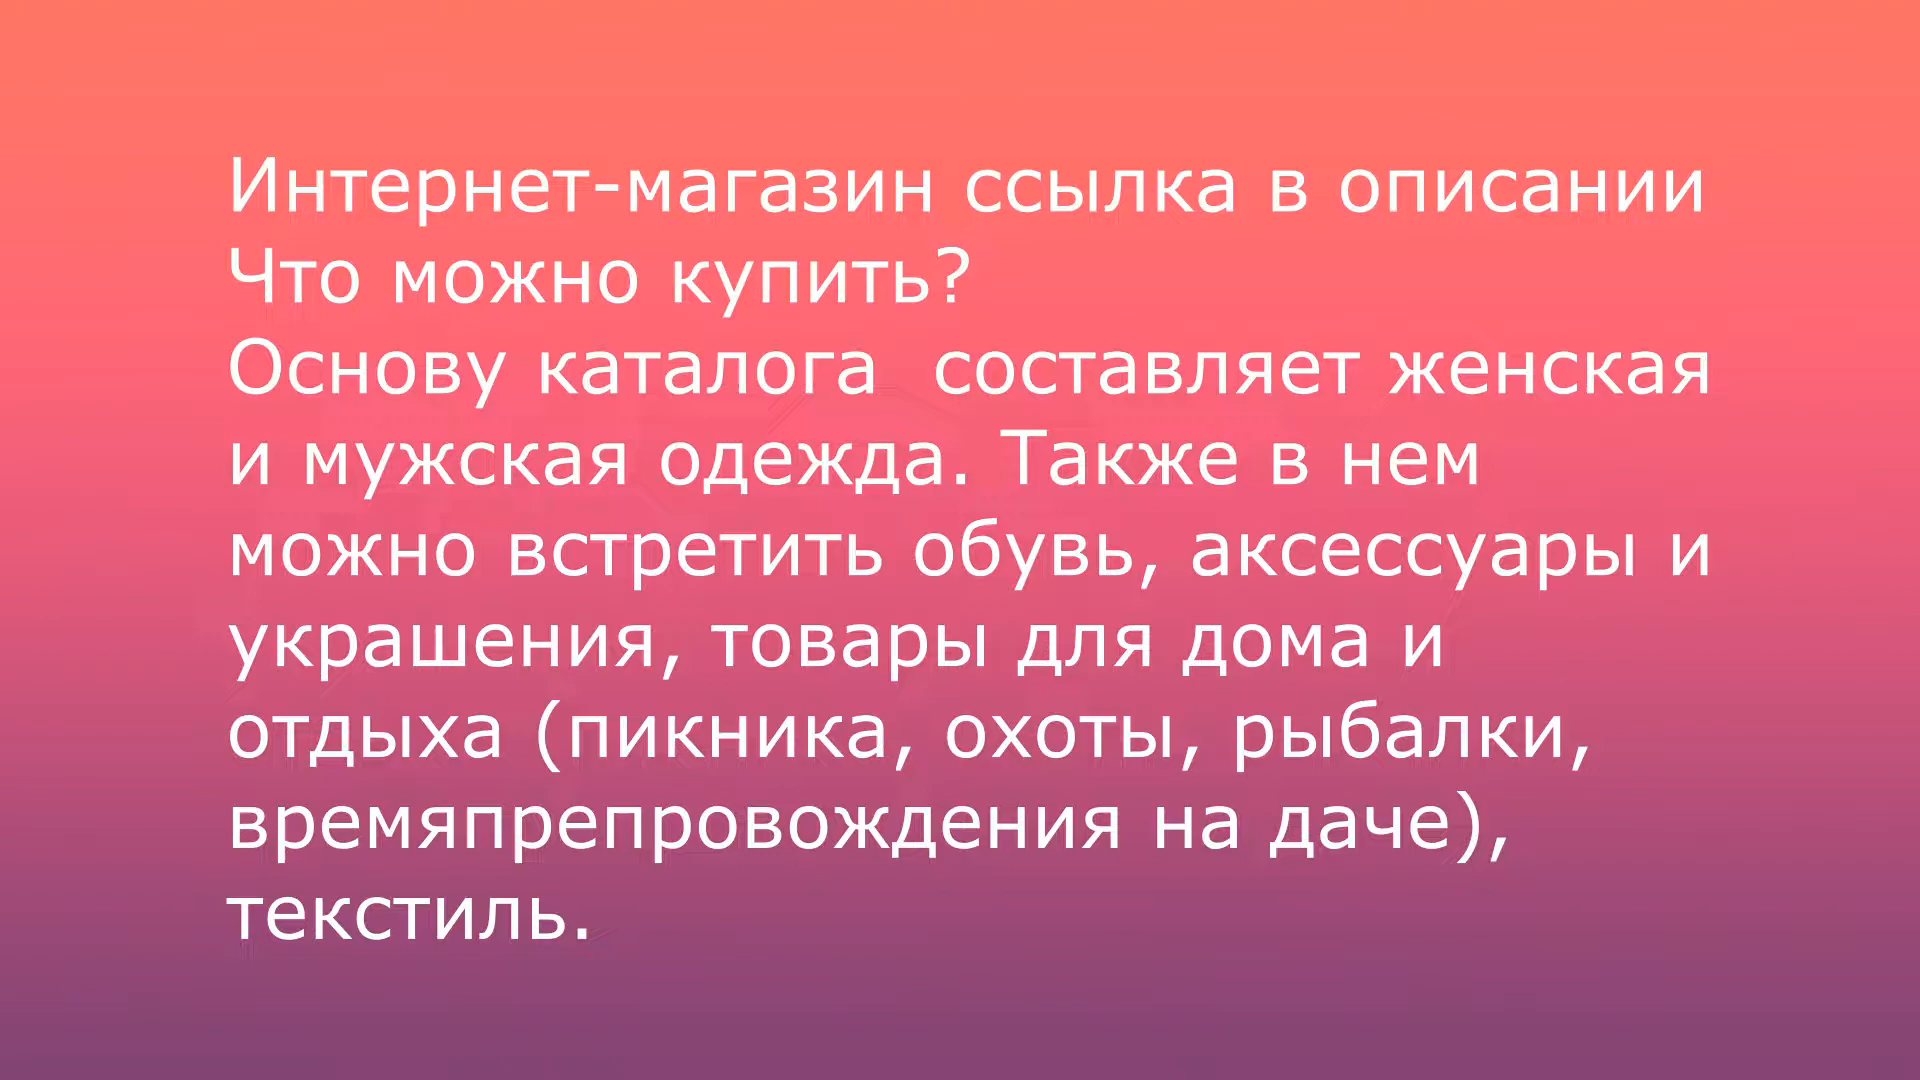 Интернет-магазин ссылка в описании
Что можно купить?
Основу каталога  составляет женская
и мужская одежда. Также в нем
можно встретить обувь, аксессуары и
украшения, товары для дома и
отдыха (пикника, охоты, рыбалки,
времяпрепровождения на даче),
текстиль.